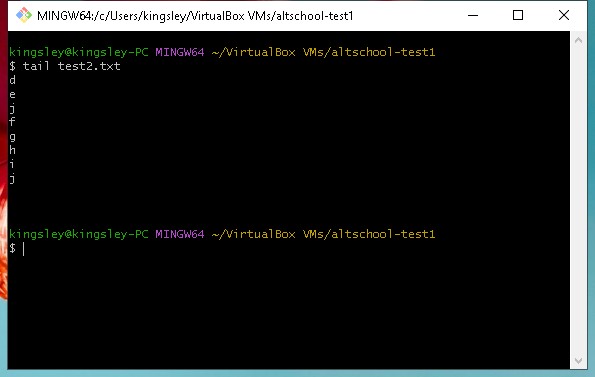 MINGW64:/c/Users/kingsley/VirtualBox VMs/altschool-test1
kingsley@kingsley-PC MINGW64 ~/VirtualBox VMs/altschool-test1
$ tail test2.txt
d
e
j
f
g
h
i
j
kingsley@kingsley-PC MINGW64 ~/VirtualBox VMs/altschool-test1
$